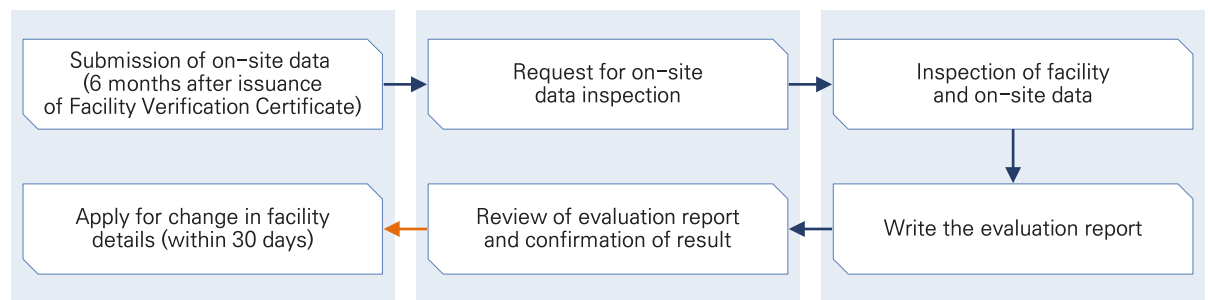 Submission of on-site data
(6 months after issuance
of Facility Verification Certificate)
Request for on-site
data inspection
Inspection of facility
and on-site data
Write the evaluation report
Review of evaluation report
and confirmation of result
Apply for change in facility
details (within 30 days)